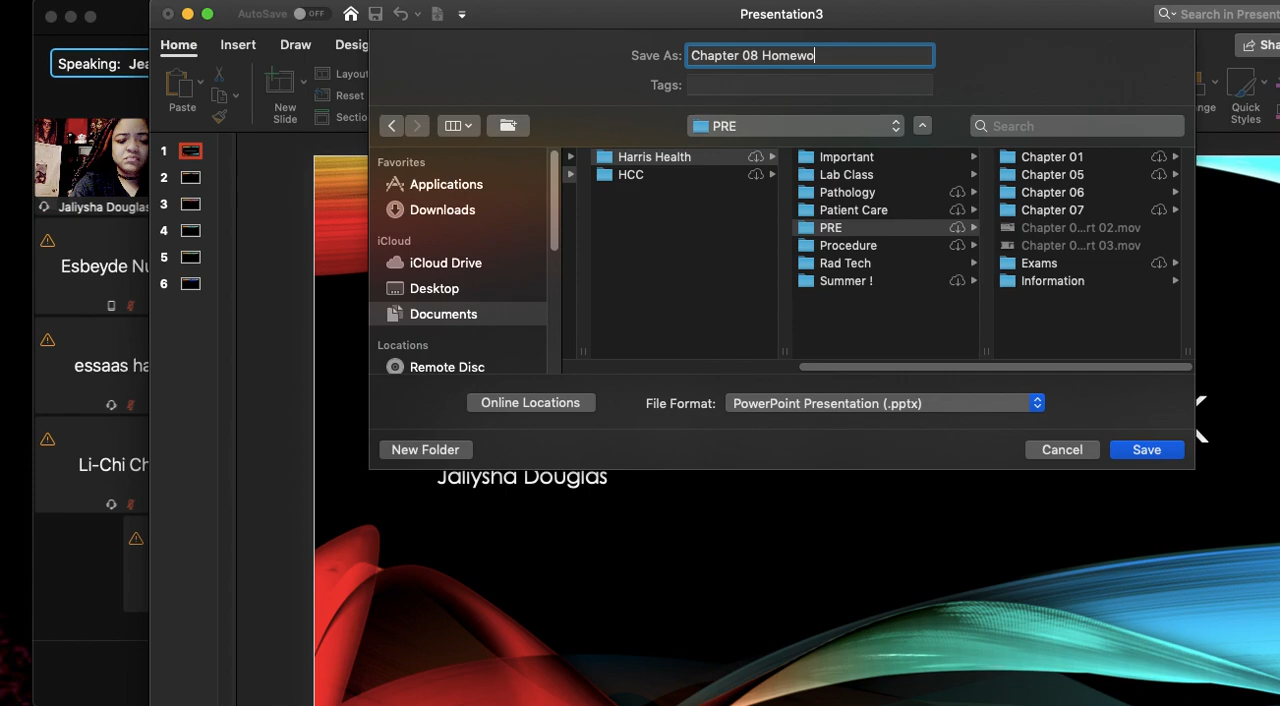 AutoSave OFF
Presentation3
Search in Present
Speaking: Jea
Home Insert Draw Desig
Paste
New
Slide
Layou
Reset
Sectio
Sha
nge
Quick
Styles
Save As: Chapter 08 Homewo
Tags:
PRE
Search
Favorites
Applications
Downloads
iCloud
iCloud Drive
Desktop
Documents
Locations
Remote Disc
Harris Health
HCC
Important
Lab Class
Pathology
Patient Care
PRE
Procedure
Rad Tech
Summer !
Chapter 01
Chapter 05
Chapter 06
Chapter 07
Chapter 0...rt 02.mov
Chapter 0...rt 03.mov
Exams
Information
Online Locations
File Format: PowerPoint Presentation (.pptx)
New Folder
Cancel
Save
1
2
3
4
5
6
Jaliysha Douglas
Esbeyde Nu
essaas ha
Li-Chi Ch
K
Jaliysha Douglas